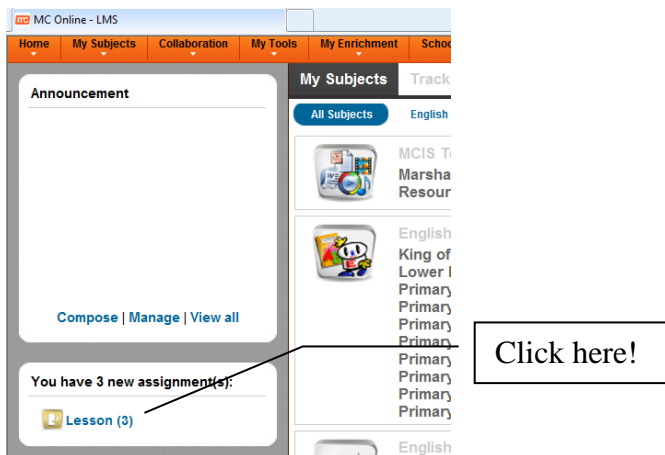 MC Online - LMS
Home My Subjects Collaboration My Tools My Enrichment
Announcement
Compose | Manage | View all
You have 3 new assignment(s):
Lesson (3)
My Subjects Track
All Subjects English
MCIS
English
King of
Lower
Primary
Primary
Primary
Primary
Primary
Primary
Primary
Primary
English
Click here!